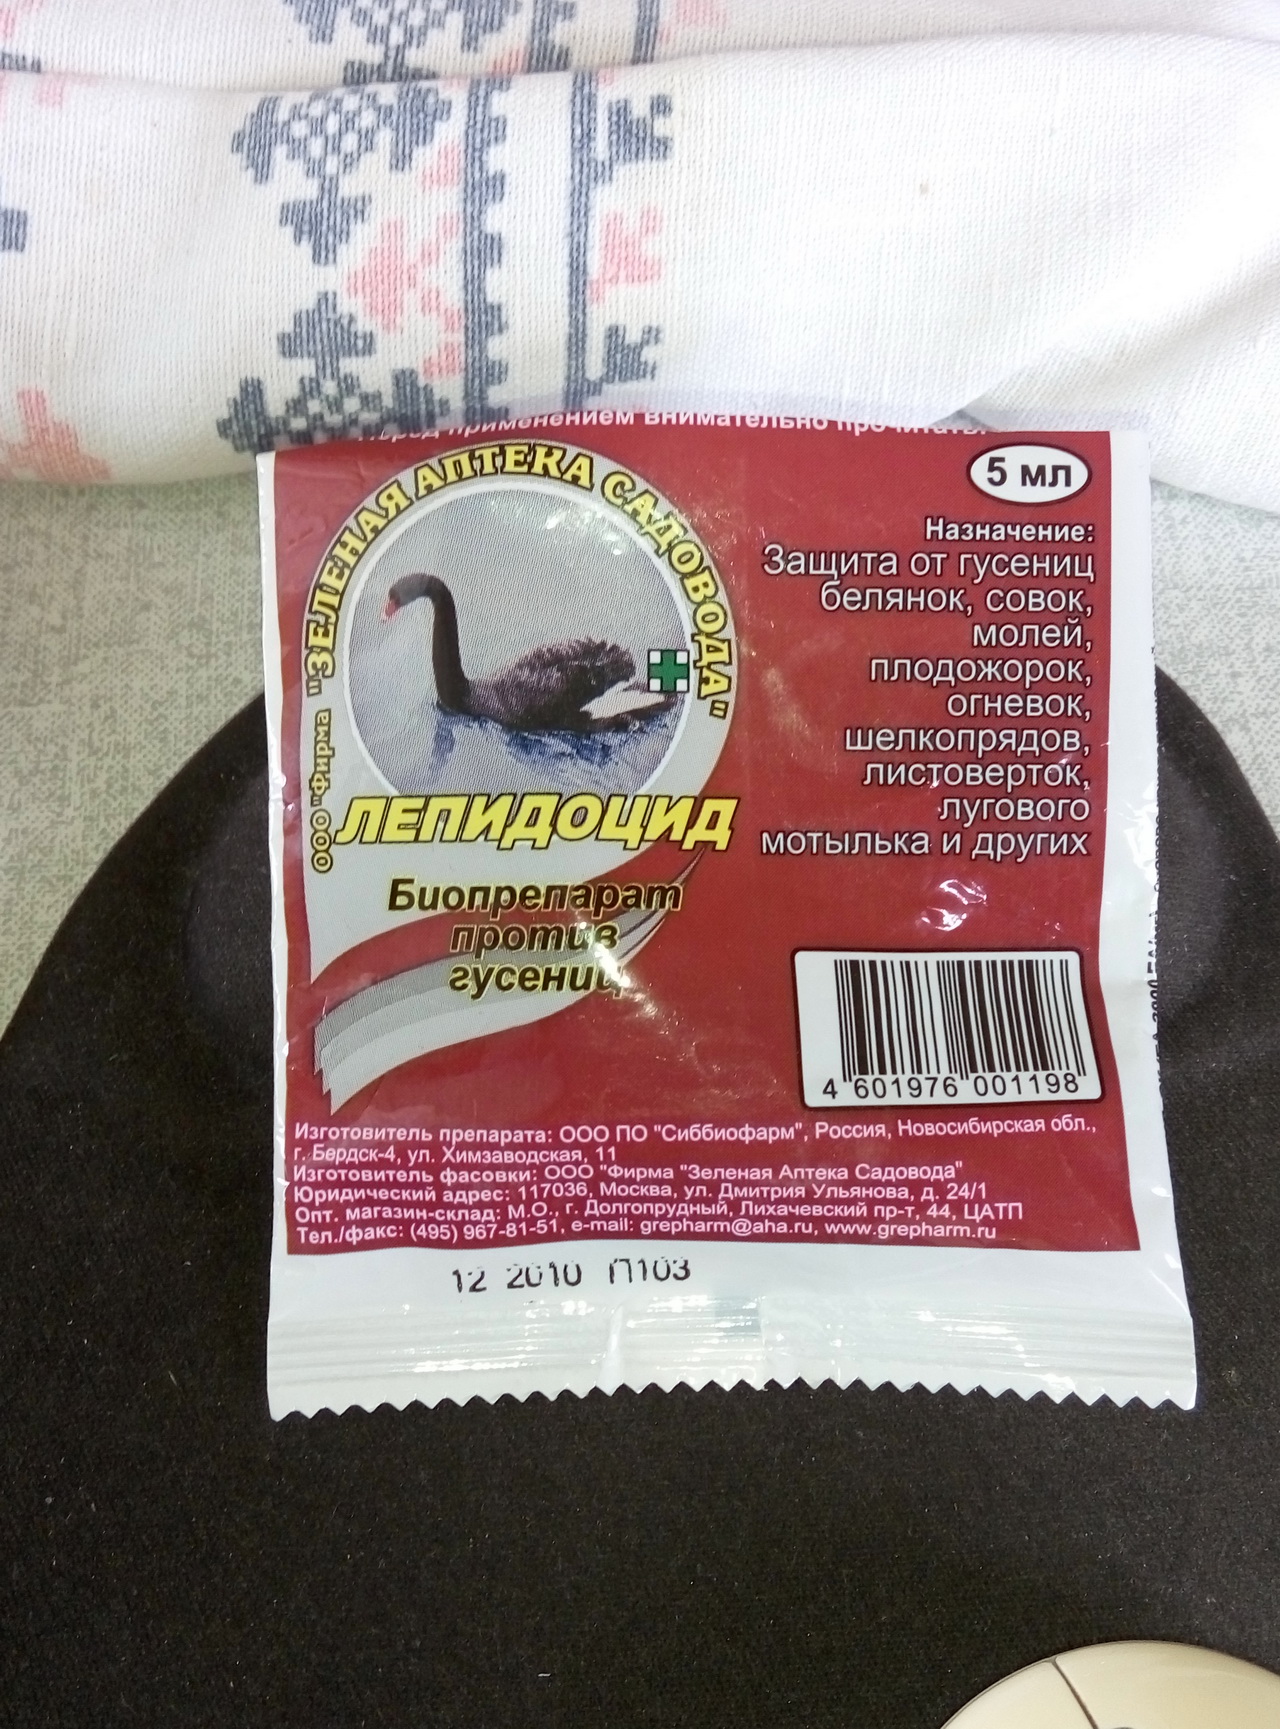 Перед применением внимательно прочитать
ООО "Фирма "ЗЕЛЕНАЯ АПТЕКА САДОВОДА"
5 мл
Назначение:
Защита от гусениц
белянок, совок,
молей,
плодожорок,
огневок,
шелкопрядов,
листоверток,
лугового
мотылька и других
ЛЕПИДОЦИД
Биопрепарат
против
гусениц
4 601976 001198
Изготовитель препарата: ООО ПО "Сиббиофарм", Россия, Новосибирская обл.,
г. Бердск-4, ул. Химзаводская, 11
Изготовитель фасовки: ООО "Фирма "Зеленая Аптека Садовода"
Юридический адрес: 117036, Москва, ул. Дмитрия Ульянова, д. 24/1
Опт. магазин-склад: М.О., г. Долгопрудный, Лихачевский пр-т, 44, ЦАТП
Тел./факс: (495) 967-81-51, e-mail: grepharm@aha.ru, www.grepharm.ru
12 2010 П103